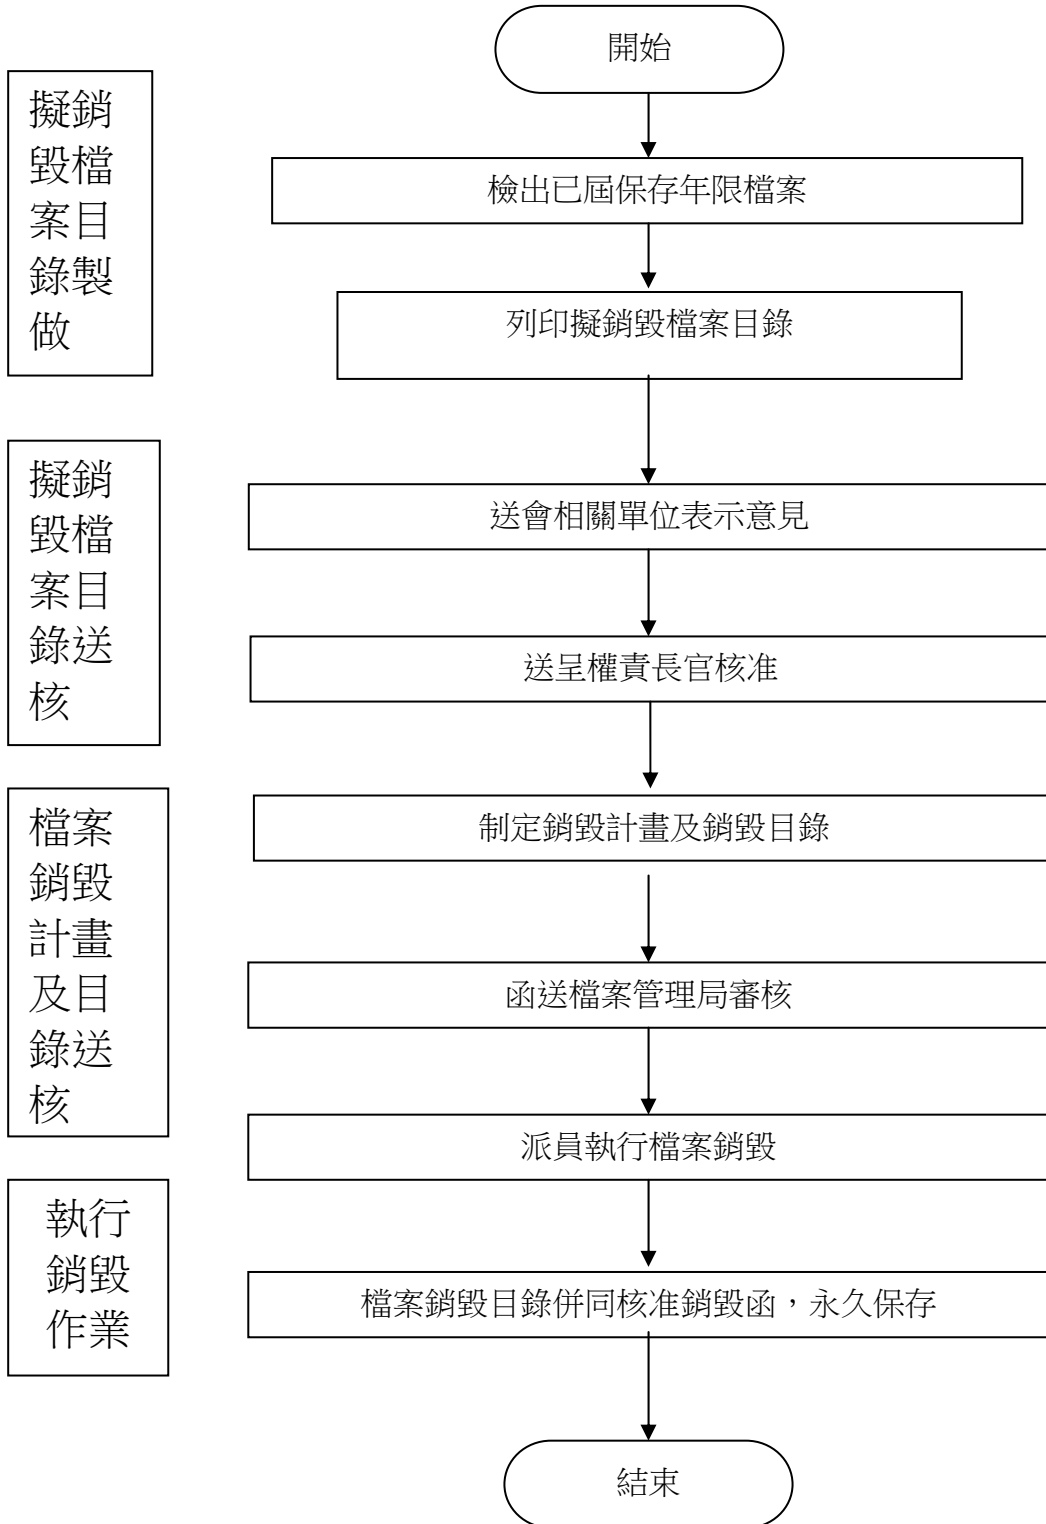 開始
擬銷
毀檔
案目
錄製
做
檢出已屆保存年限檔案
列印擬銷毀檔案目錄
擬銷
毀檔
案目
錄送
核
送會相關單位表示意見
送呈權責長官核准
檔案
銷毀
計畫
及目
錄送
核
制定銷毀計畫及銷毀目錄
函送檔案管理局審核
派員執行檔案銷毀
執行
銷毀
作業
檔案銷毀目錄併同核准銷毀函，永久保存
結束